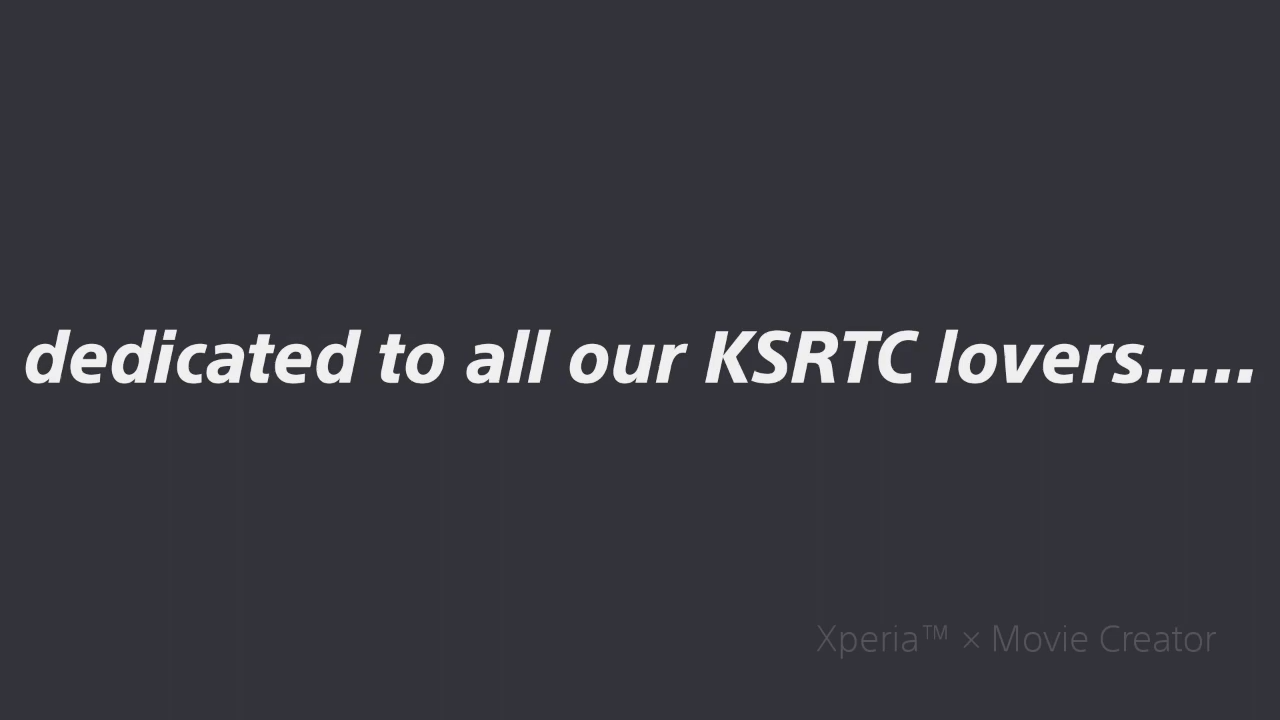 dedicated to all our KSRTC lovers.....
Xperia™ × Movie Creator